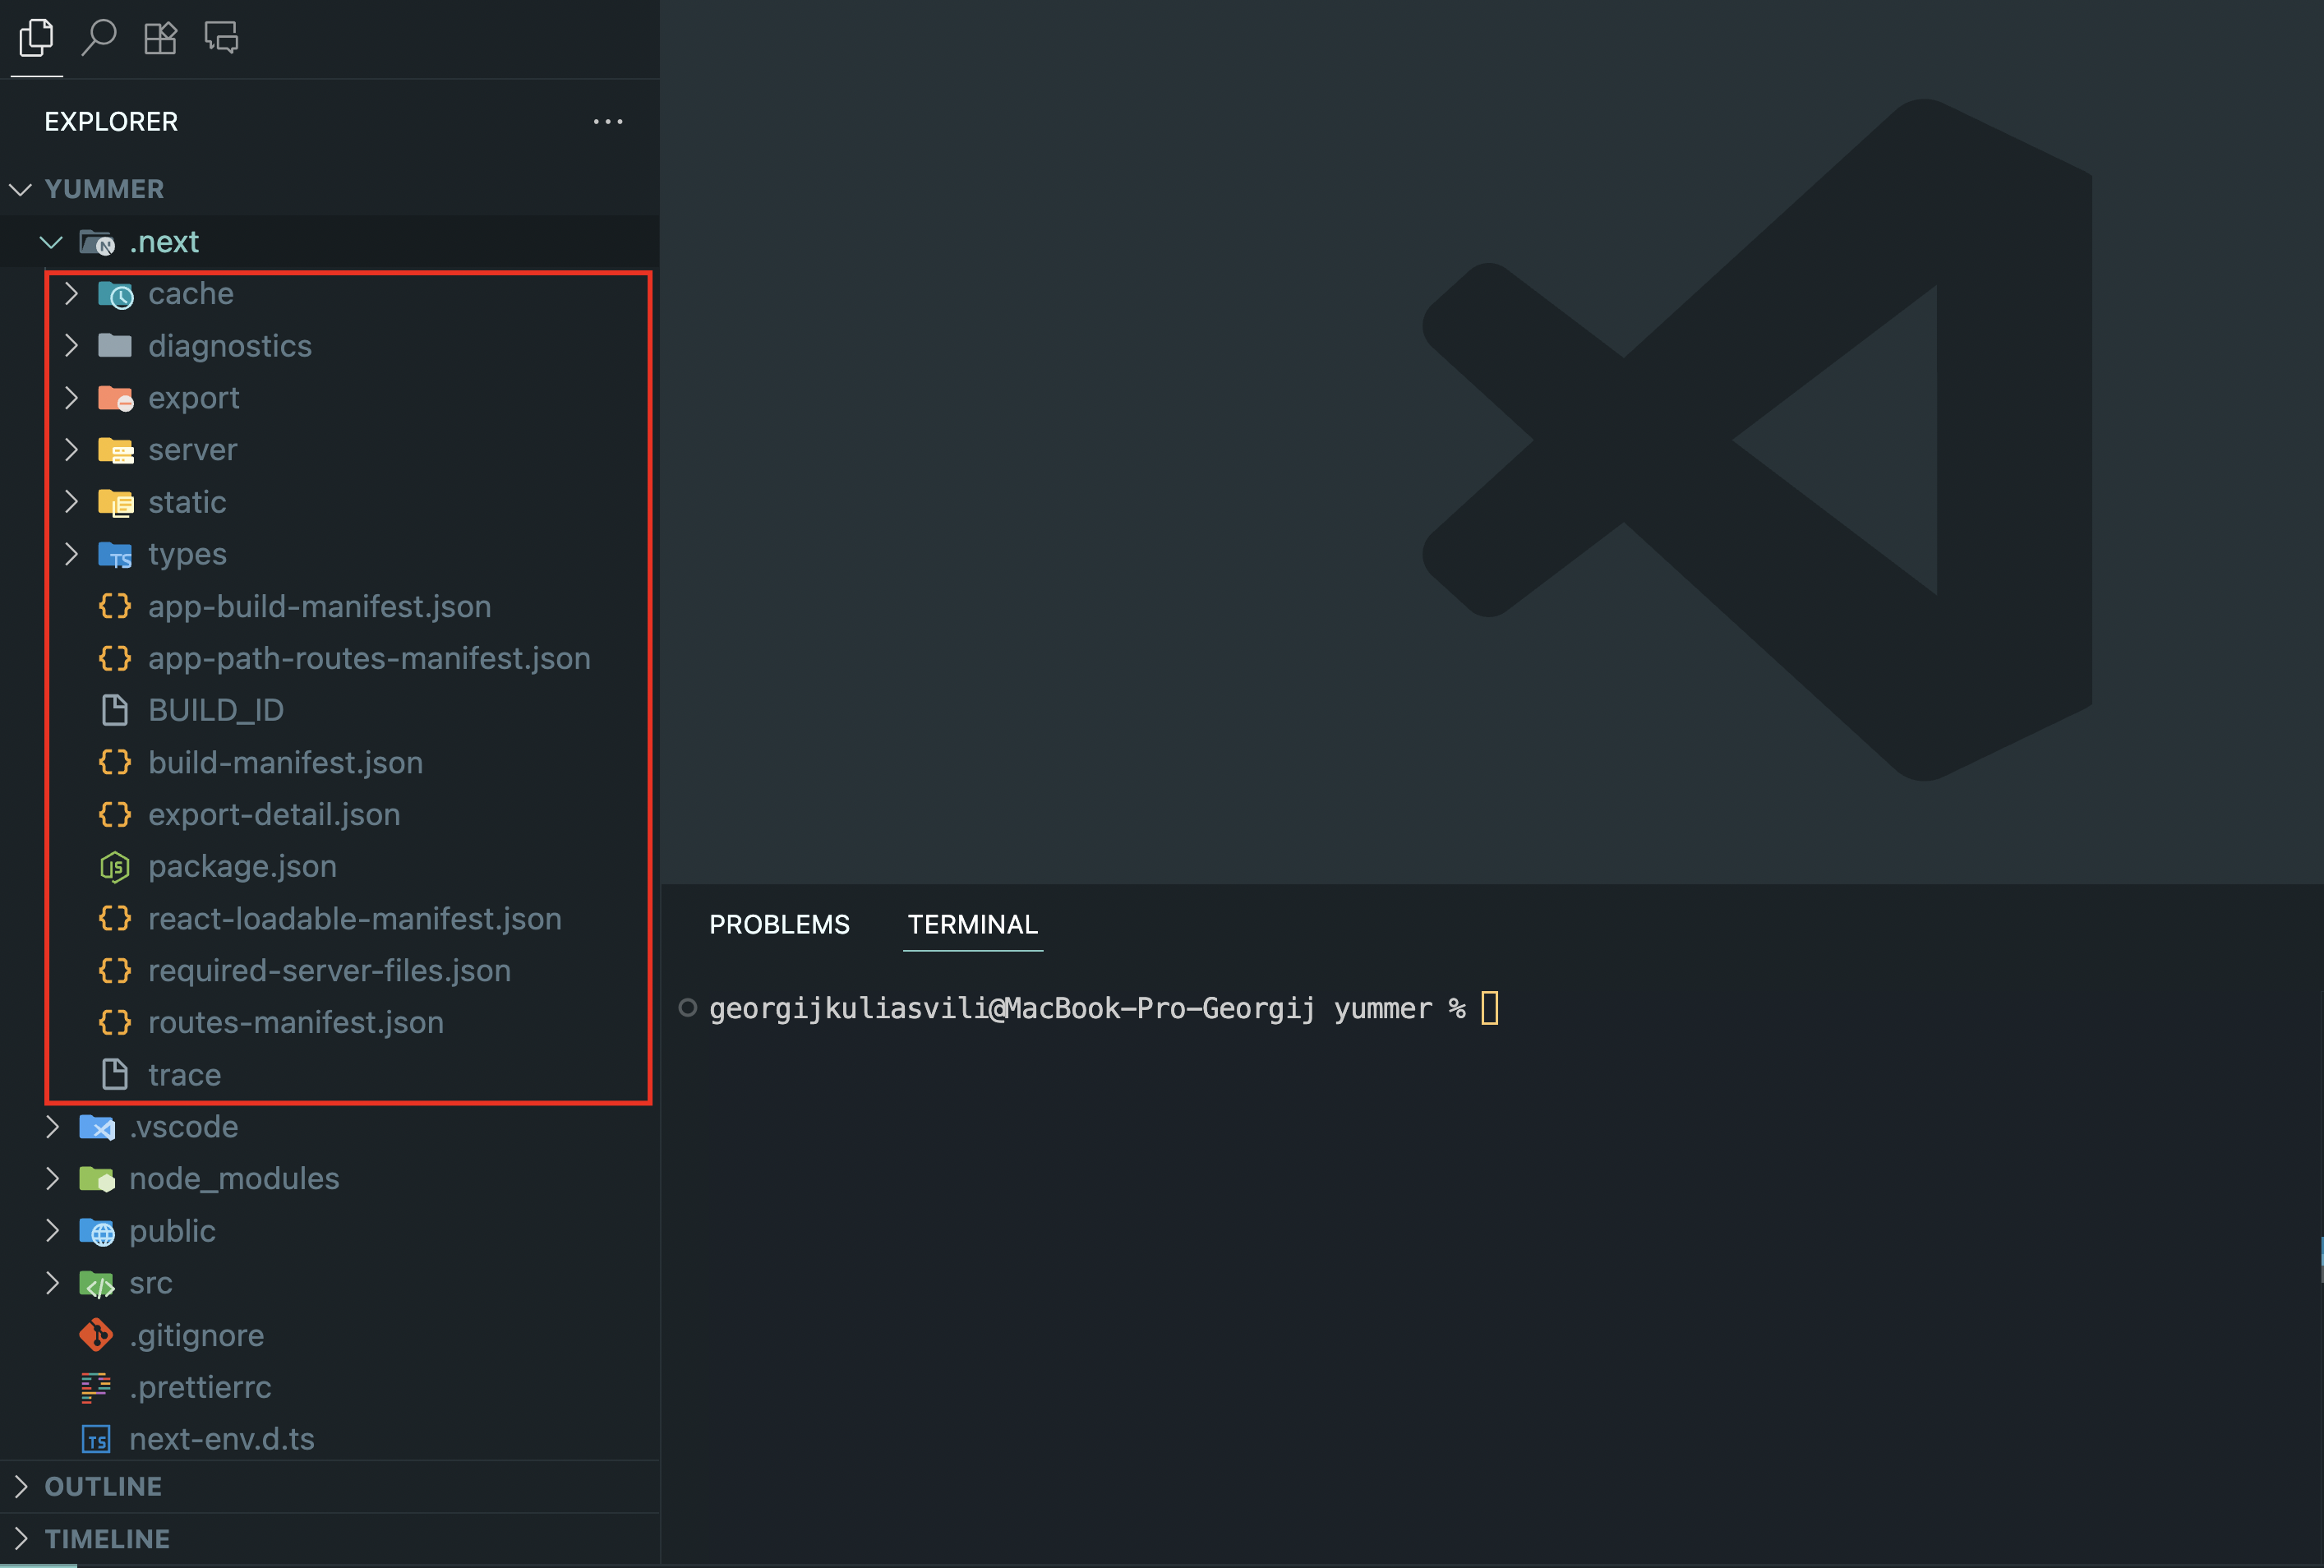 EXPLORER
YUMMER
.next
cache
diagnostics
export
server
static
types
app-build-manifest.json
app-path-routes-manifest.json
BUILD_ID
build-manifest.json
export-detail.json
package.json
react-loadable-manifest.json
required-server-files.json
routes-manifest.json
trace
.vscode
node_modules
public
src
.gitignore
.prettierrc
next-env.d.ts
OUTLINE
TIMELINE
PROBLEMS TERMINAL
georgijkuliasvili@MacBook-Pro-Georgij yummer %